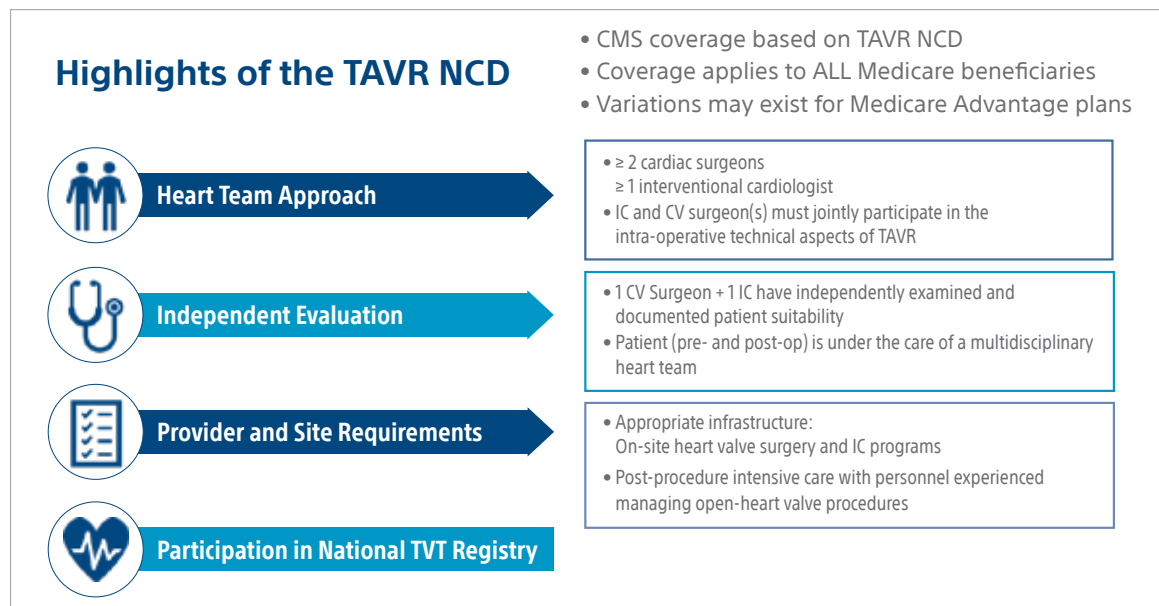 Highlights of the TAVR NCD
• CMS coverage based on TAVR NCD
• Coverage applies to ALL Medicare beneficiaries
• Variations may exist for Medicare Advantage plans
Heart Team Approach
• ≥ 2 cardiac surgeons
≥ 1 interventional cardiologist
• IC and CV surgeon(s) must jointly participate in the
intra-operative technical aspects of TAVR
Independent Evaluation
• 1 CV Surgeon + 1 IC have independently examined and
documented patient suitability
• Patient (pre- and post-op) is under the care of a multidisciplinary
heart team
Provider and Site Requirements
• Appropriate infrastructure:
On-site heart valve surgery and IC programs
• Post-procedure intensive care with personnel experienced
managing open-heart valve procedures
Participation in National TVT Registry